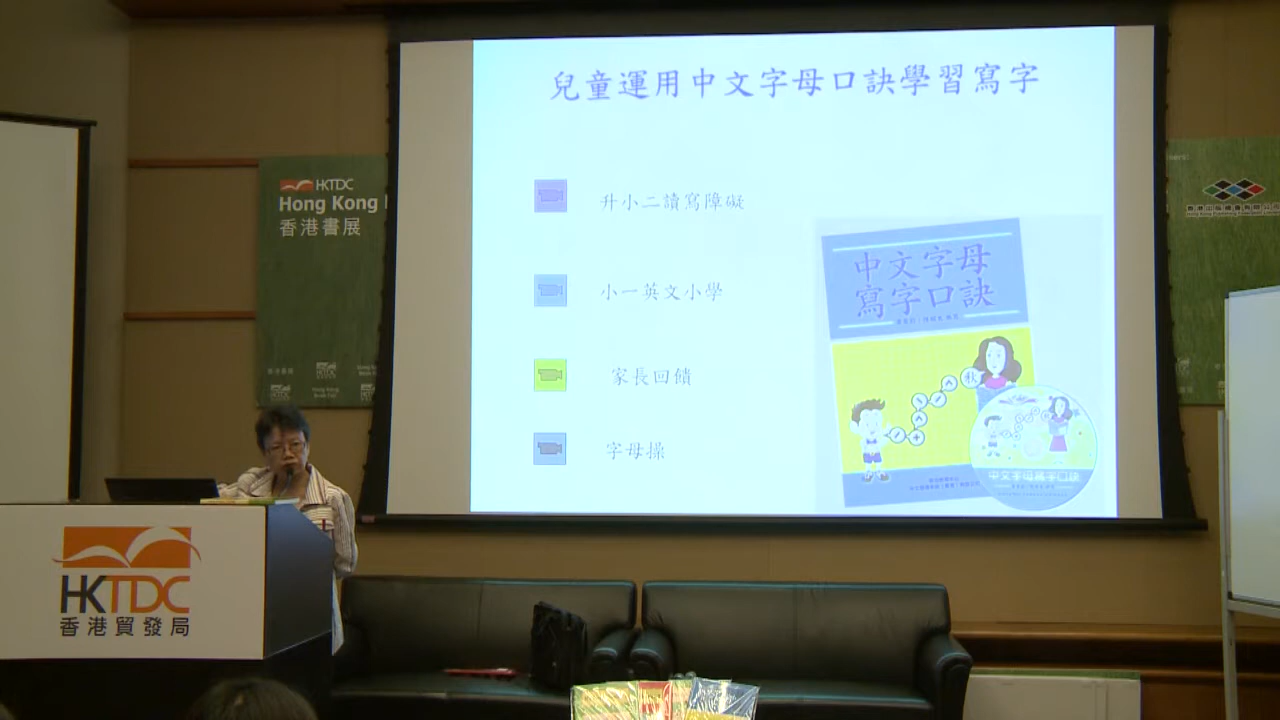 兒童運用中文字母口訣學習寫字
升小二讀寫障礙
小一英文小學
家長回饋
字母操
中文字母
寫字口訣
秋
中文字母寫字口訣
HKTDC
Hong Kong
香港書展
HKTDC
香港貿發局